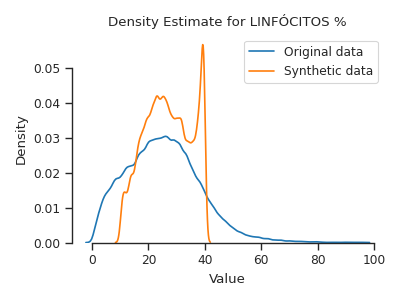 Density Estimate for LINFÓCITOS %
Original data
Synthetic data
0.05
0.04
0.03
0.02
0.01
0.00
Density
0
20
40
60
80
100
Value